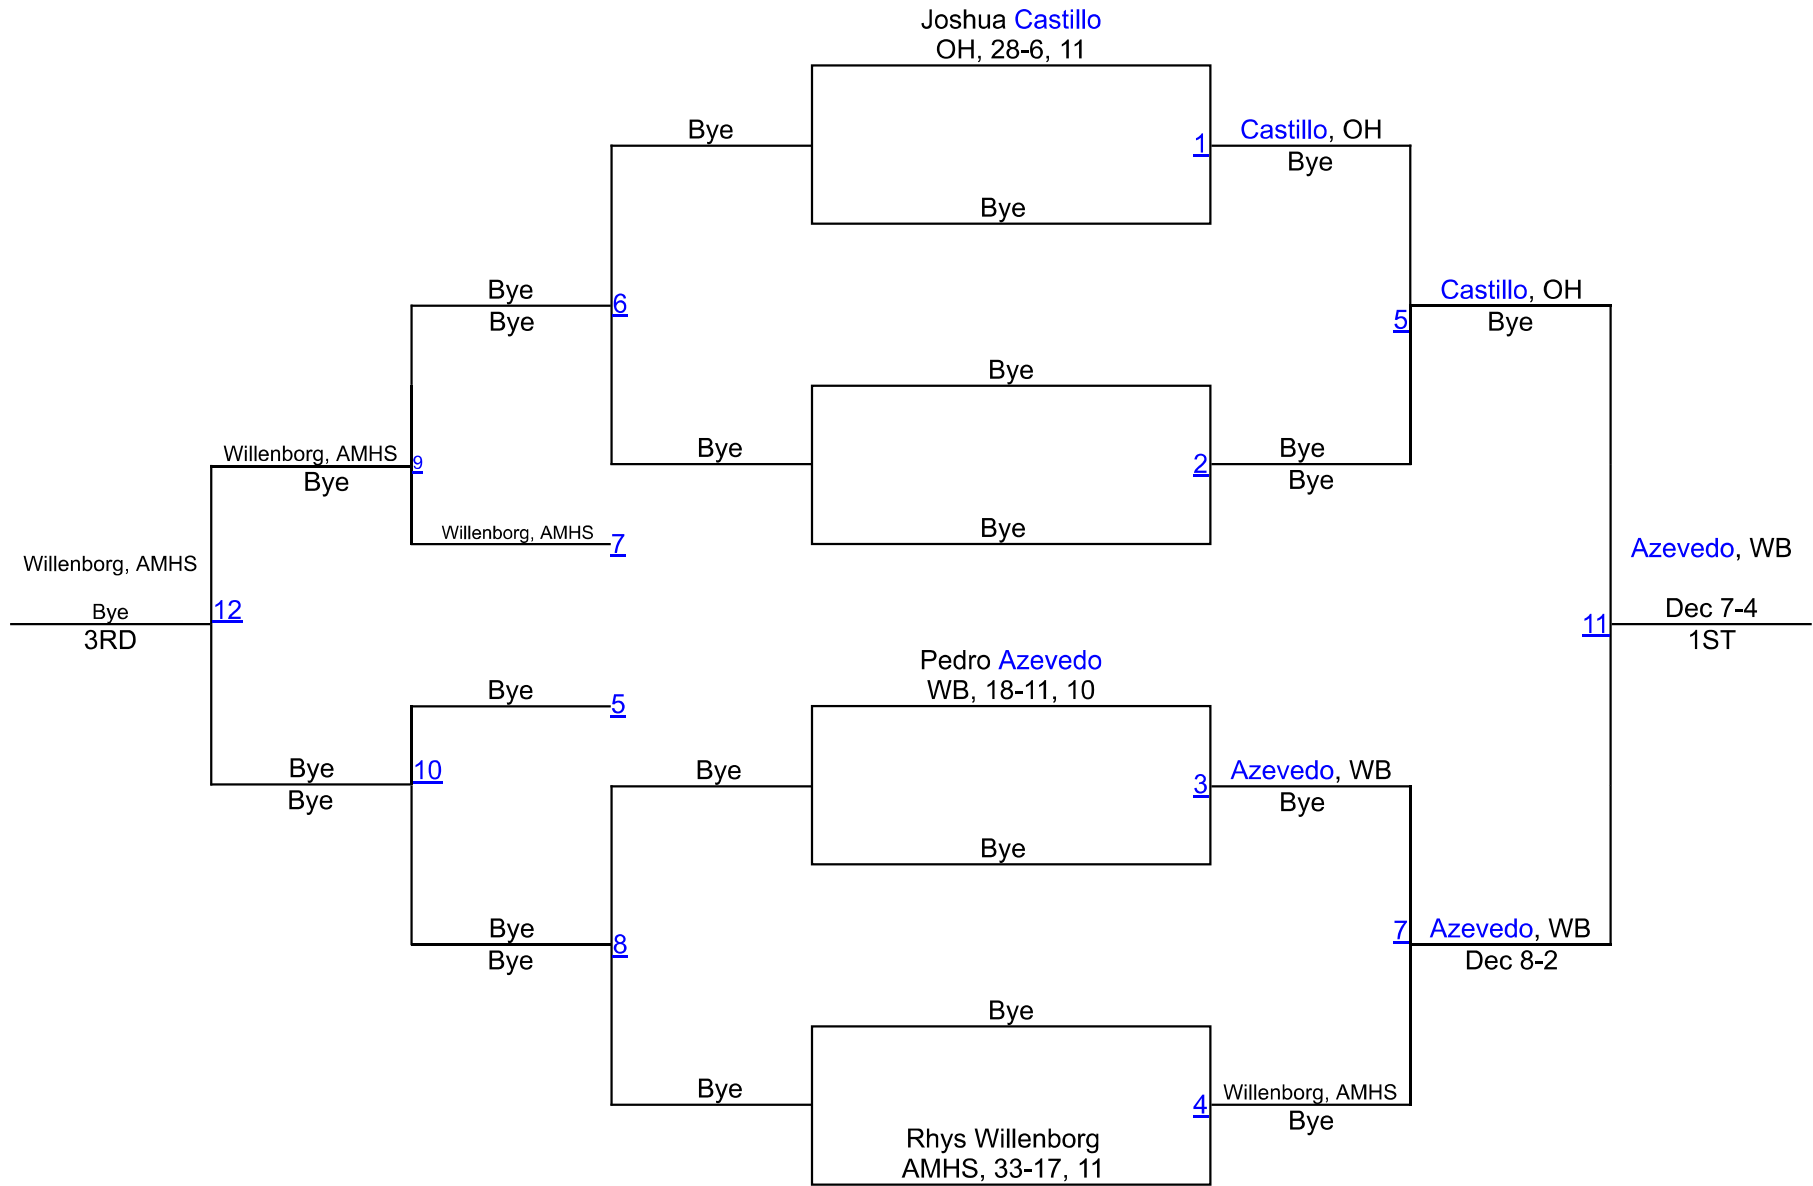 Joshua Castillo
OH, 28-6, 11
Bye
1
Castillo, OH
Bye
Bye
Bye
Bye
6
Castillo, OH
5
Bye
Bye
Willenborg, AMHS
9
Bye
Bye
2
Bye
Bye
Bye
Willenborg, AMHS
7
Willenborg, AMHS
Azevedo, WB
Bye
12
3RD
Dec 7-4
11
1ST
Pedro Azevedo
WB, 18-11, 10
Bye
5
Bye
10
Bye
Bye
3
Azevedo, WB
Bye
Bye
Bye
8
Bye
7
Azevedo, WB
Dec 8-2
Bye
Bye
4
Willenborg, AMHS
Bye
Rhys Willenborg
AMHS, 33-17, 11